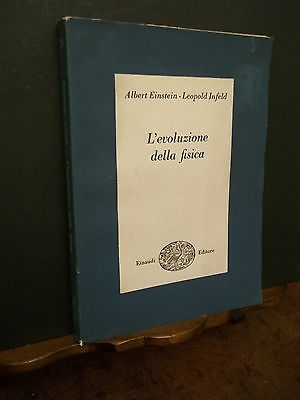 Albert Einstein - Leopold Infeld
L'evoluzione
della fisica
Einaudi Editore